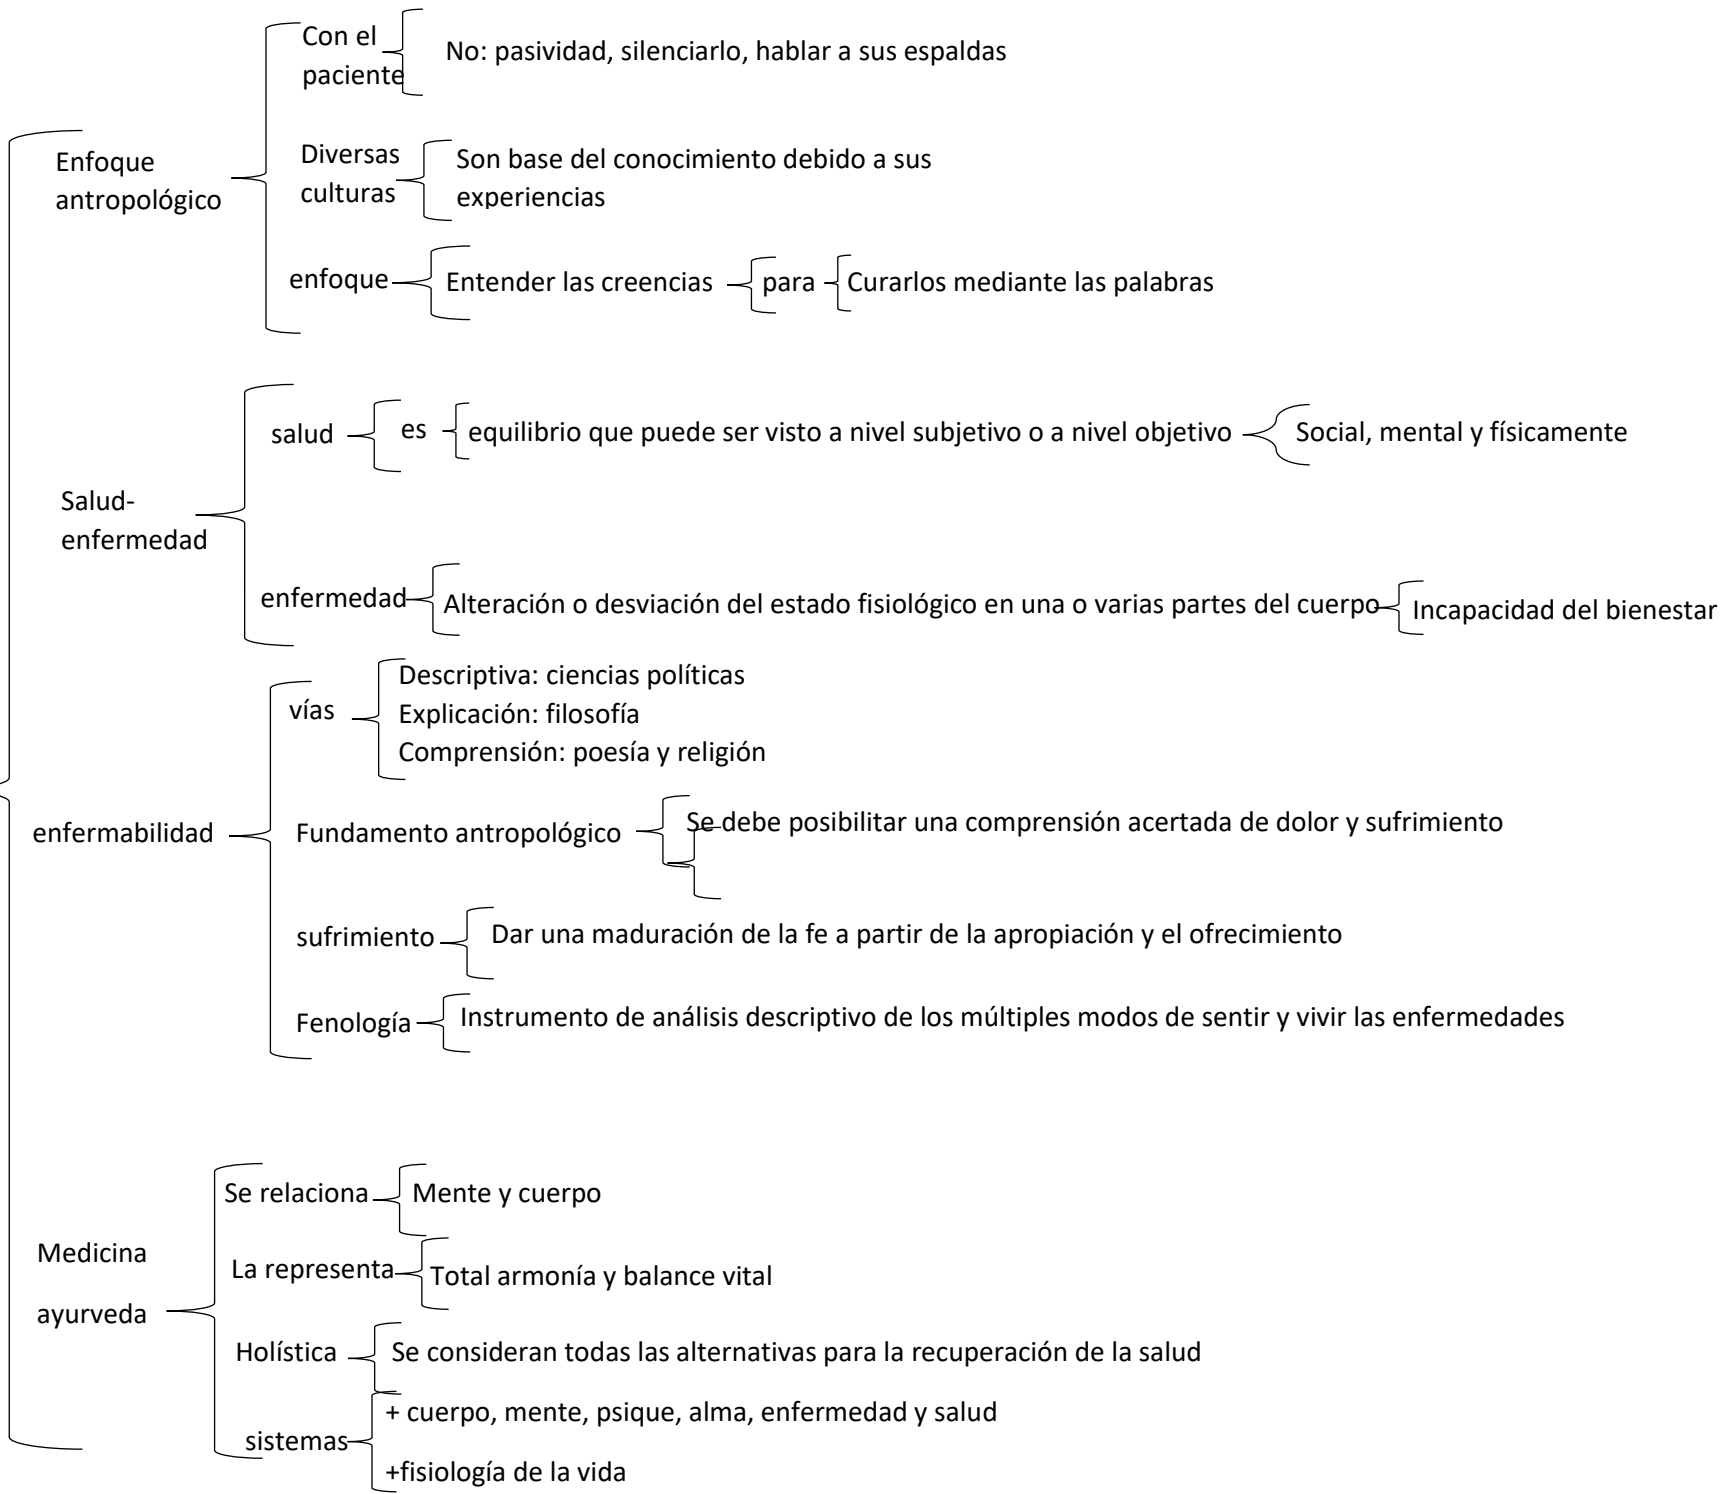 Con el
paciente
No: pasividad, silenciarlo, hablar a sus espaldas
Enfoque
antropológico
Diversas
culturas
Son base del conocimiento debido a sus
experiencias
enfoque
Entender las creencias
para
Curarlos mediante las palabras
Salud-
enfermedad
salud
es
equilibrio que puede ser visto a nivel subjetivo o a nivel objetivo
Social, mental y físicamente
enfermedad
Alteración o desviación del estado fisiológico en una o varias partes del cuerpo
Incapacidad del bienestar
enfermabilidad
vías
Descriptiva: ciencias políticas
Explicación: filosofía
Comprensión: poesía y religión
Fundamento antropológico
Se debe posibilitar una comprensión acertada de dolor y sufrimiento
sufrimiento
Dar una maduración de la fe a partir de la apropiación y el ofrecimiento
Fenología
Instrumento de análisis descriptivo de los múltiples modos de sentir y vivir las enfermedades
Medicina
ayurveda
Se relaciona
Mente y cuerpo
La representa
Total armonía y balance vital
Holística
Se consideran todas las alternativas para la recuperación de la salud
sistemas
+ cuerpo, mente, psique, alma, enfermedad y salud
+fisiología de la vida